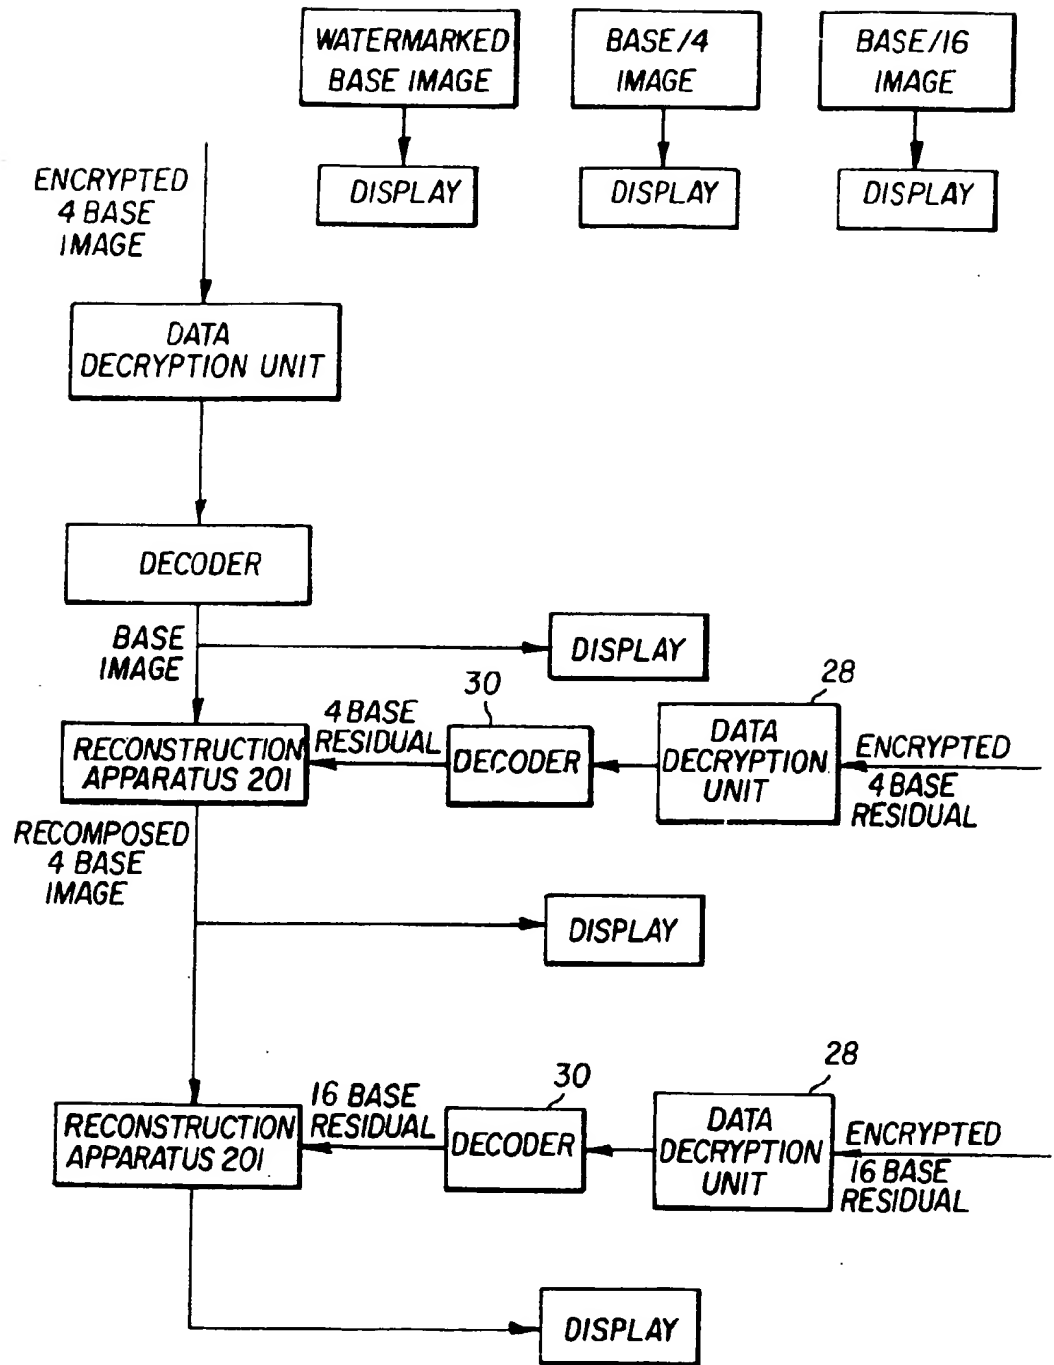 WATERMARKED
BASE IMAGE
BASE/4
IMAGE
BASE/16
IMAGE
DISPLAY
DISPLAY
DISPLAY
ENCRYPTED
4 BASE
IMAGE
DATA
DECRYPTION UNIT
DECODER
BASE
IMAGE
DISPLAY
RECONSTRUCTION
APPARATUS 201
4 BASE
RESIDUAL
30
DECODER
28
DATA
DECRYPTION
UNIT
ENCRYPTED
4 BASE
RESIDUAL
RECOMPOSED
4 BASE
IMAGE
DISPLAY
RECONSTRUCTION
APPARATUS 201
16 BASE
RESIDUAL
30
DECODER
28
DATA
DECRYPTION
UNIT
ENCRYPTED
16 BASE
RESIDUAL
DISPLAY